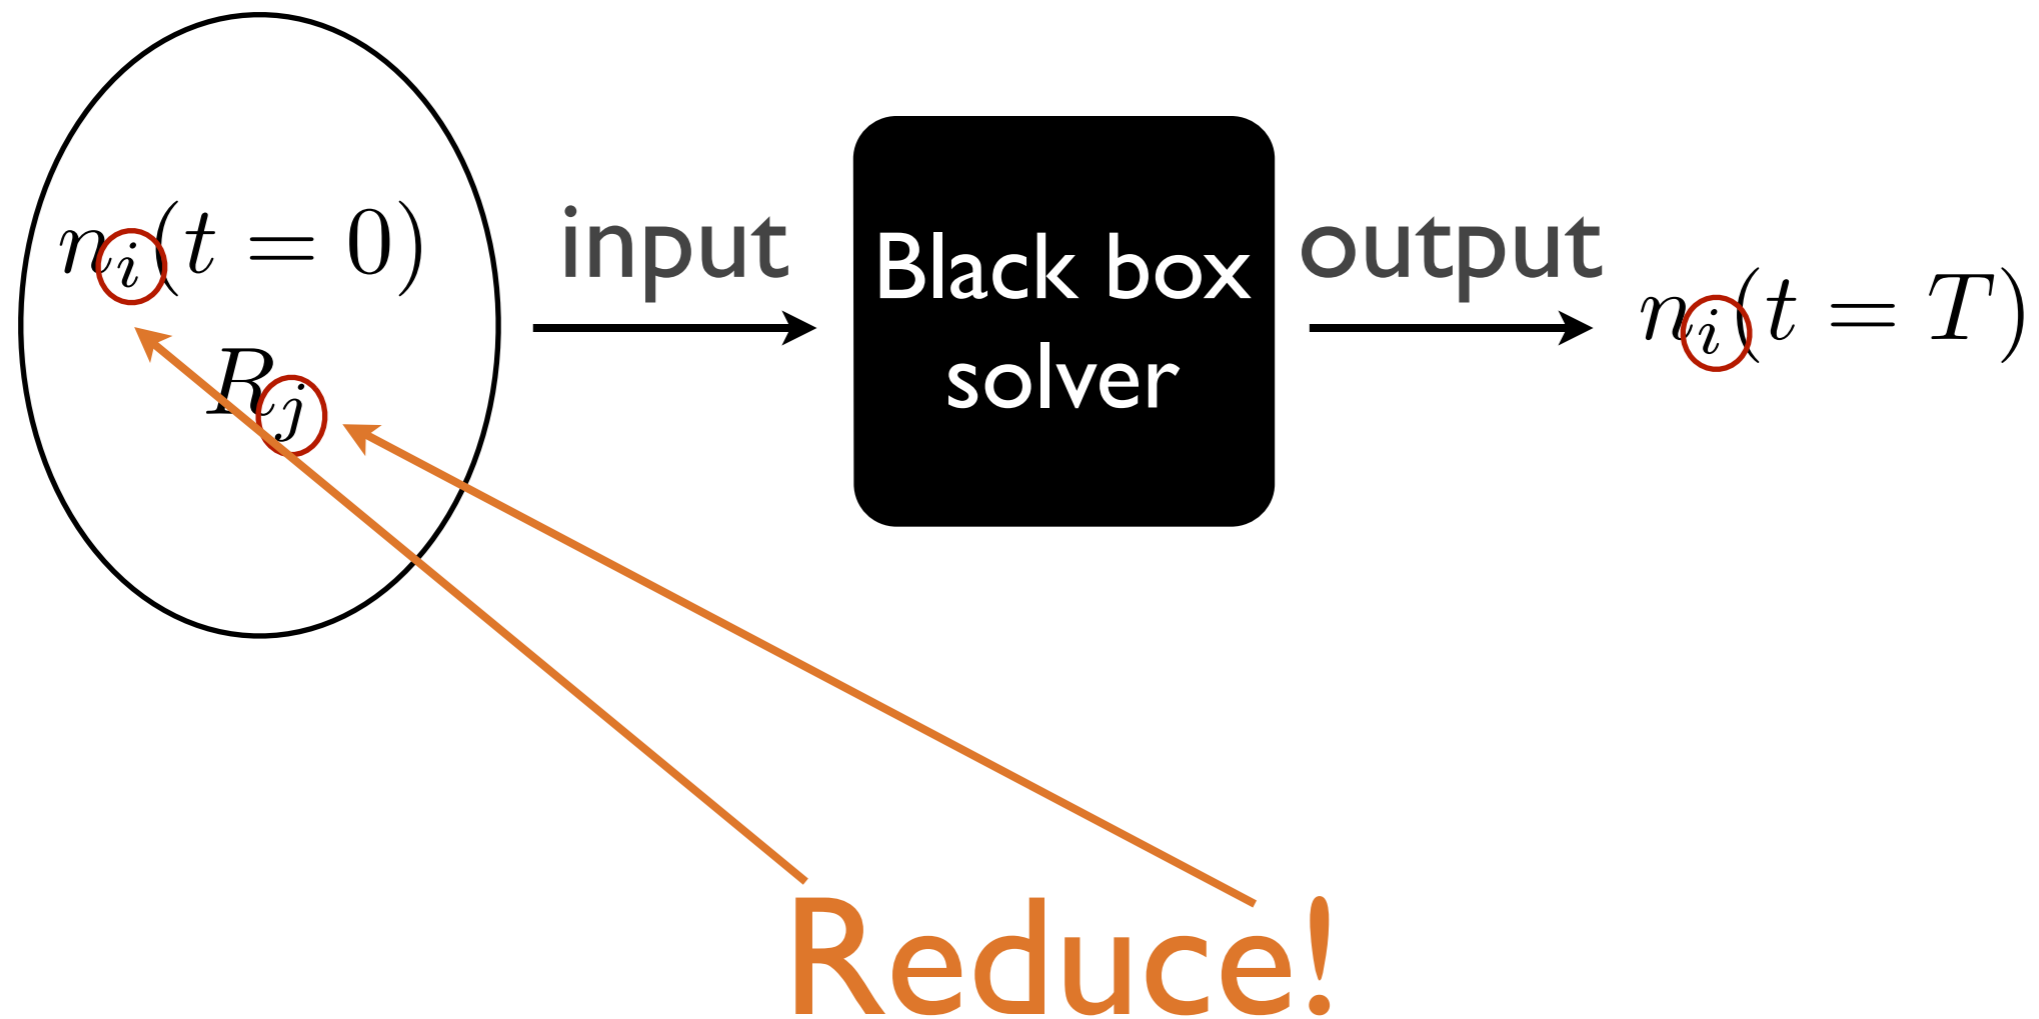 n_i(t = 0)
R_j
input
Black box
solver
output
n_i(t = T)
Reduce!